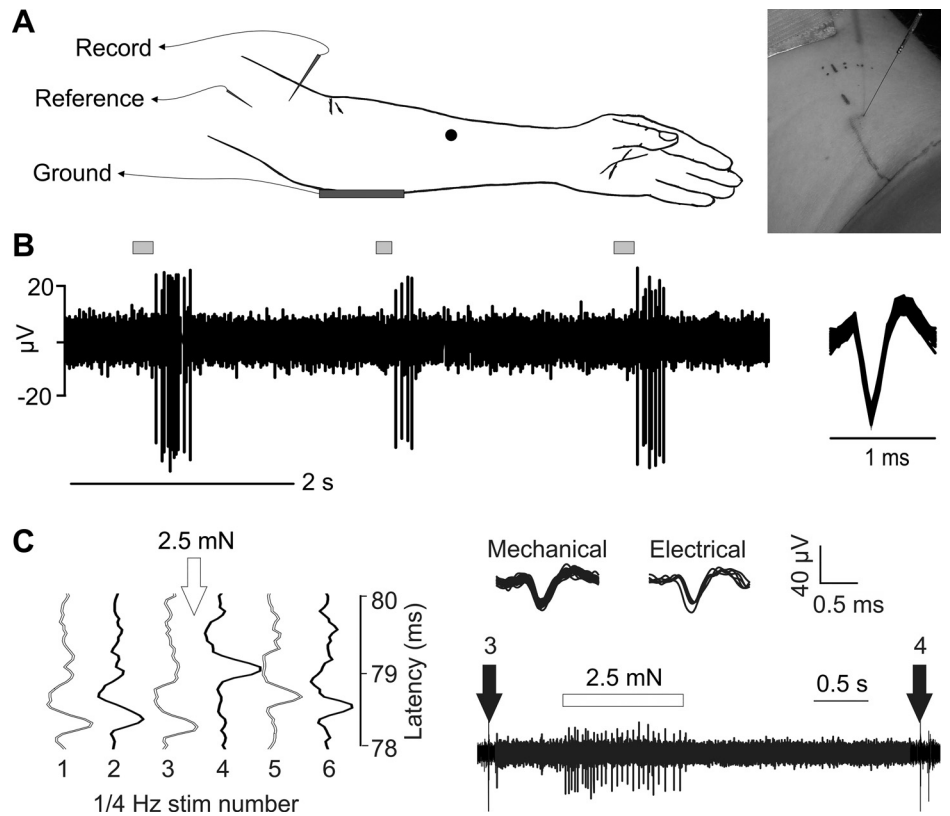 A
Record
Reference
Ground
B
20
µV
-20
2 s
1 ms
C
2.5 mN
80
79
78
Latency (ms)
1 2 3 4 5 6
1/4 Hz stim number
Mechanical Electrical
40 µV
0.5 ms
3
4
2.5 mN
0.5 s